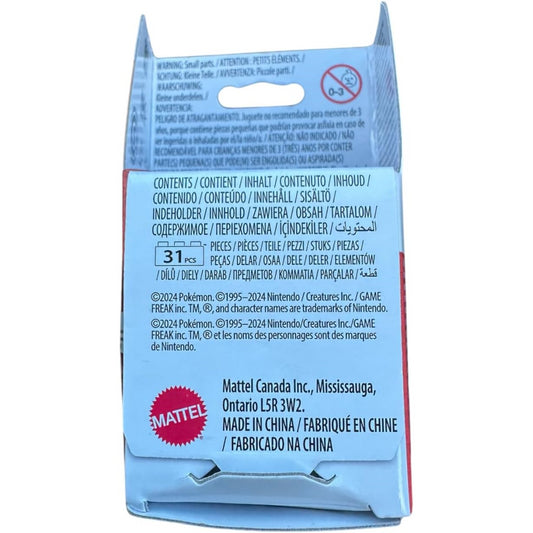 WARNING: Small parts. / ATTENTION : PETITS ÉLÉMENTS. /
ACHTUNG: Kleine Teile. / AVVERTENZA: Piccole parti. /
WAARSCHUWING:
Kleine onderdelen. /
ADVERTENCIA:
PELIGRO DE ATRAGANTAMIENTO. Juguete no recomendado para menores de 3
años, porque contiene piezas pequeñas que podrían provocar asfixia en caso de
ser ingeridas o inhaladas por el/la niño/a / ATENÇÃO: NÃO INDICADO / NÃO
RECOMENDÁVEL PARA CRIANÇAS MENORES DE 3 (TRÊS) ANOS POR CONTER
PARTE(S) PEQUENA(S) QUE PODE(M) SER ENGOLIDA(S) OU ASPIRADA(S)
0-3
CONTENTS / CONTIENT / INHALT / CONTENUTO / INHOUD /
CONTENIDO / CONTEÚDO / INNEHÅLL / SISÄLTÖ /
INDEHOLDER / INNHOLD / ZAWIERA / OBSAH / TARTALOM /
СОДЕРЖИМОЕ / ΠΕΡΙΕΧΟΜΕΝΑ / İÇİNDEKİLER / المحتويات
31 PCS
PIECES / PIÈCES / TEILE / PEZZI / STUKS / PIEZAS /
PEÇAS / DELAR / OSAA / DELE / DELER / ELEMENTÓW
/ DÍLŮ / DIELY / DARAB / ПРЕДМЕТОВ / ΚΟΜΜΑΤΙΑ / PARÇALAR / قطعة
©2024 Pokémon. ©1995–2024 Nintendo / Creatures Inc. / GAME
FREAK inc. TM, ®, and character names are trademarks of Nintendo.
©2024 Pokémon. ©1995–2024 Nintendo/Creatures Inc./GAME
FREAK inc. TM, ® et les noms des personnages sont des marques
de Nintendo.
MATTEL
Mattel Canada Inc., Mississauga,
Ontario L5R 3W2.
MADE IN CHINA / FABRIQUÉ EN CHINE
/ FABRICADO NA CHINA